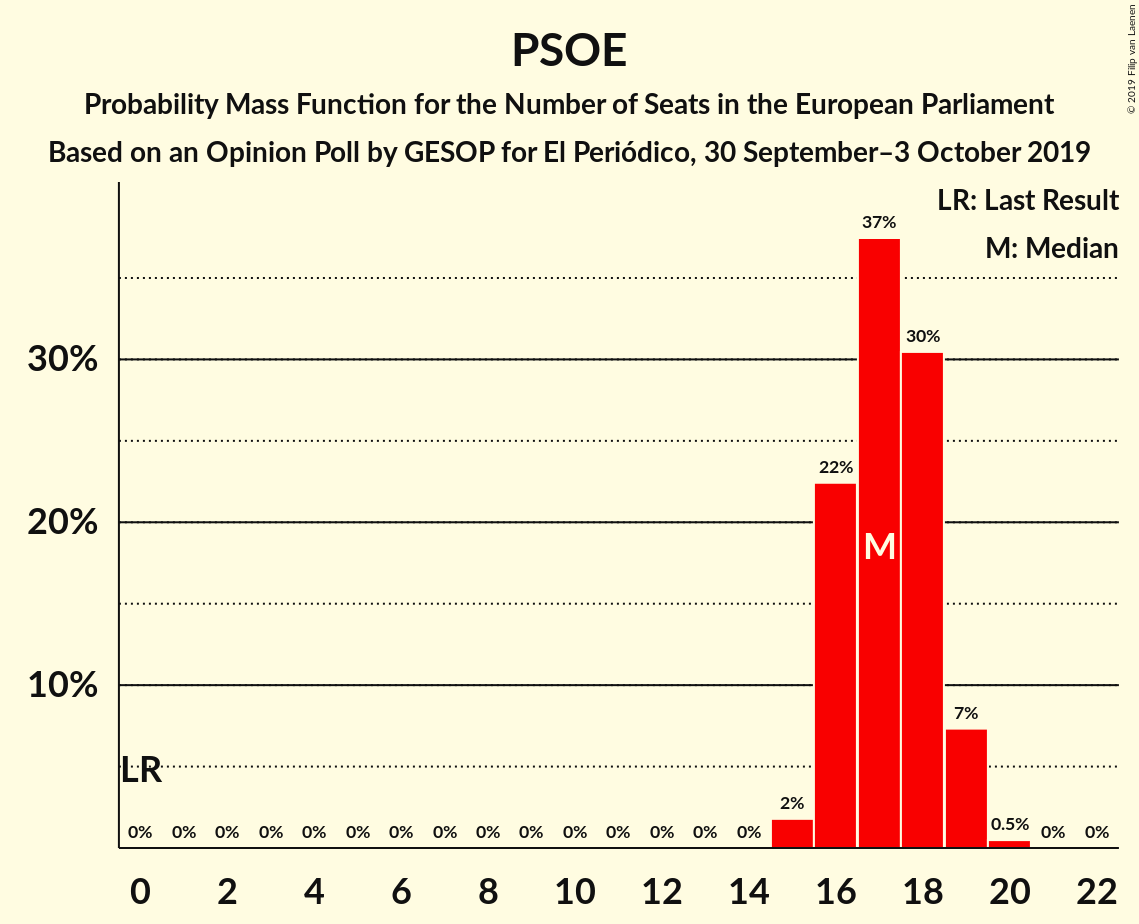 PSOE
Probability Mass Function for the Number of Seats in the European Parliament
Based on an Opinion Poll by GESOP for El Periódico, 30 September–3 October 2019
© 2019 Filip van Laenen
LR: Last Result
M: Median
37%
30%
30%
22%
20%
M
10%
7%
LR
2%
0.5%
0% 0% 0% 0% 0% 0% 0% 0% 0% 0% 0% 0% 0% 0% 0% 0% 0%
0 2 4 6 8 10 12 14 16 18 20 22